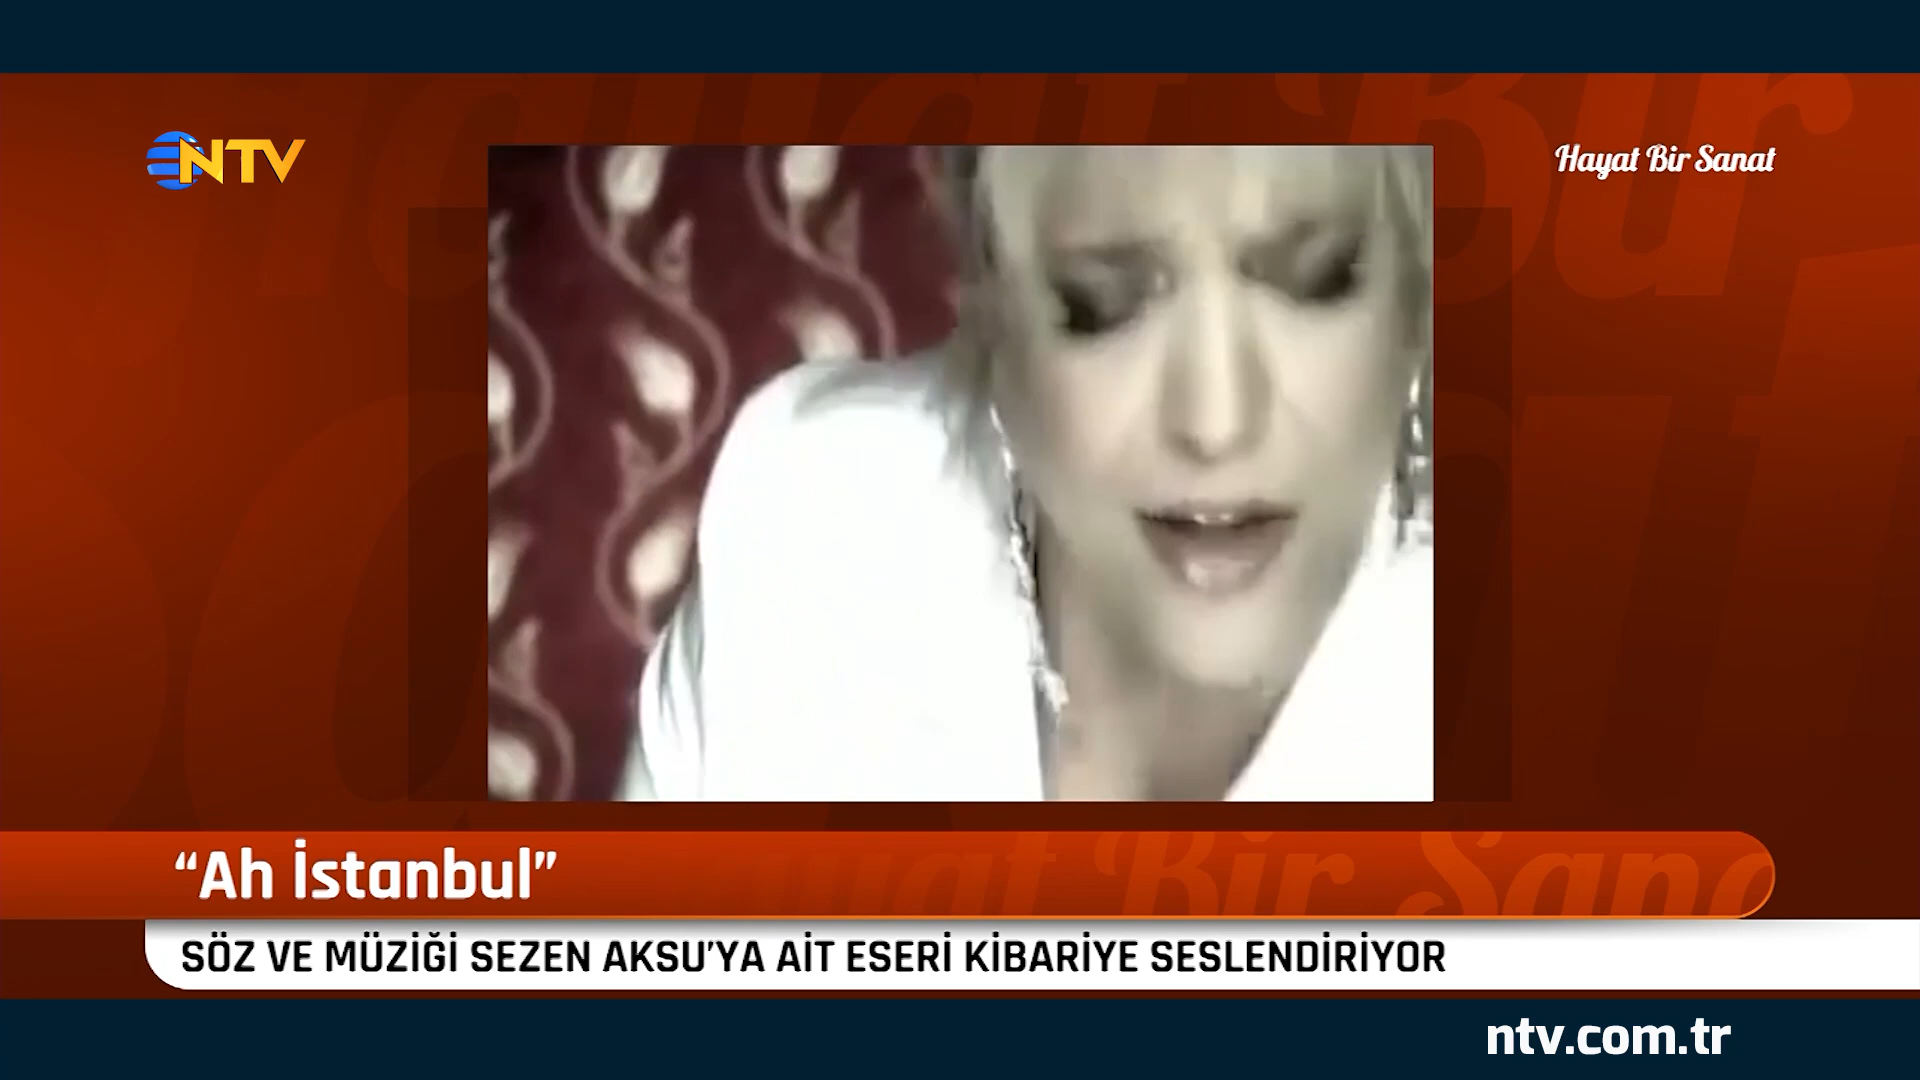 NTV
Hayat Bir Sanat
“Ah İstanbul”
SÖZ VE MÜZİĞİ SEZEN AKSU’YA AİT ESERİ KİBARİYE SESLENDİRİYOR
ntv.com.tr